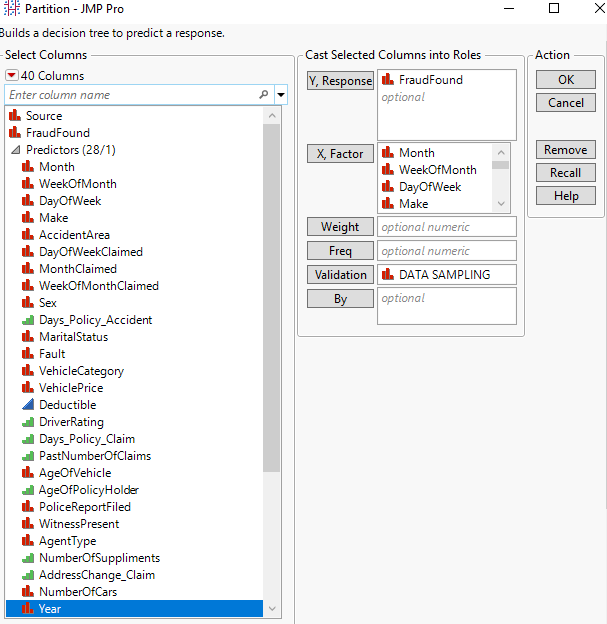 Partition - JMP Pro
Builds a decision tree to predict a response.
Select Columns
40 Columns
Enter column name
Source
FraudFound
Predictors (28/1)
Month
WeekOfMonth
DayOfWeek
Make
AccidentArea
DayOfWeekClaimed
MonthClaimed
WeekOfMonthClaimed
Sex
Days_Policy_Accident
MaritalStatus
Fault
VehicleCategory
VehiclePrice
Deductible
DriverRating
Days_Policy_Claim
PastNumberOfClaims
AgeOfVehicle
AgeOfPolicyHolder
PoliceReportFiled
WitnessPresent
AgentType
NumberOfSuppliments
AddressChange_Claim
NumberOfCars
Year
Cast Selected Columns into Roles
Y, Response
FraudFound
optional
X, Factor
Month
WeekOfMonth
DayOfWeek
Make
Weight
optional numeric
Freq
optional numeric
Validation
DATA SAMPLING
By
optional
Action
OK
Cancel
Remove
Recall
Help